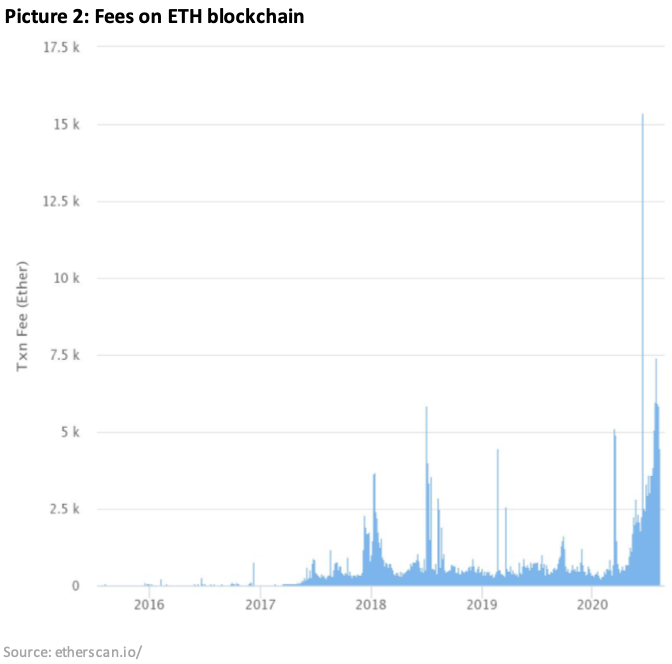 Picture 2: Fees on ETH blockchain
17.5 k
15 k
12.5 k
10 k
7.5 k
5 k
2.5 k
0
Txn Fee (Ether)
2016 2017 2018 2019 2020
Source: etherscan.io/